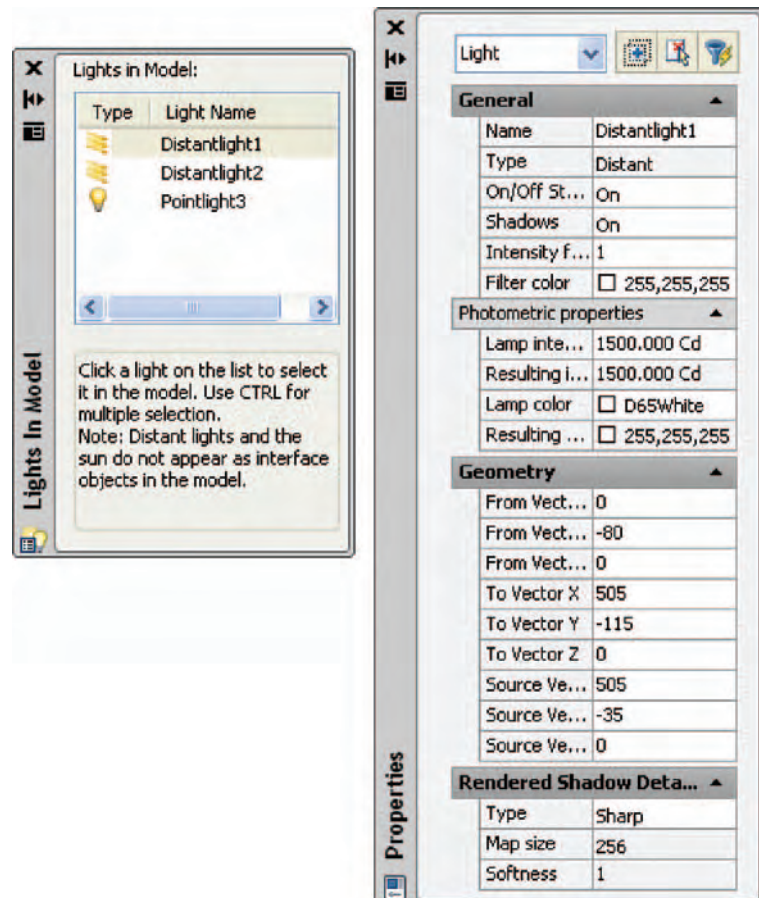 Lights in Model:
Type Light Name
Distantlight1
Distantlight2
Pointlight3
Click a light on the list to select
it in the model. Use CTRL for
multiple selection.
Note: Distant lights and the
sun do not appear as interface
objects in the model.
Lights In Model
Light
General
Name Distantlight1
Type Distant
On/Off St... On
Shadows On
Intensity f... 1
Filter color 255,255,255
Photometric properties
Lamp inte... 1500.000 Cd
Resulting i... 1500.000 Cd
Lamp color D65White
Resulting ... 255,255,255
Geometry
From Vect... 0
From Vect... -80
From Vect... 0
To Vector X 505
To Vector Y -115
To Vector Z 0
Source Ve... 505
Source Ve... -35
Source Ve... 0
Rendered Shadow Deta...
Type Sharp
Map size 256
Softness 1
Properties